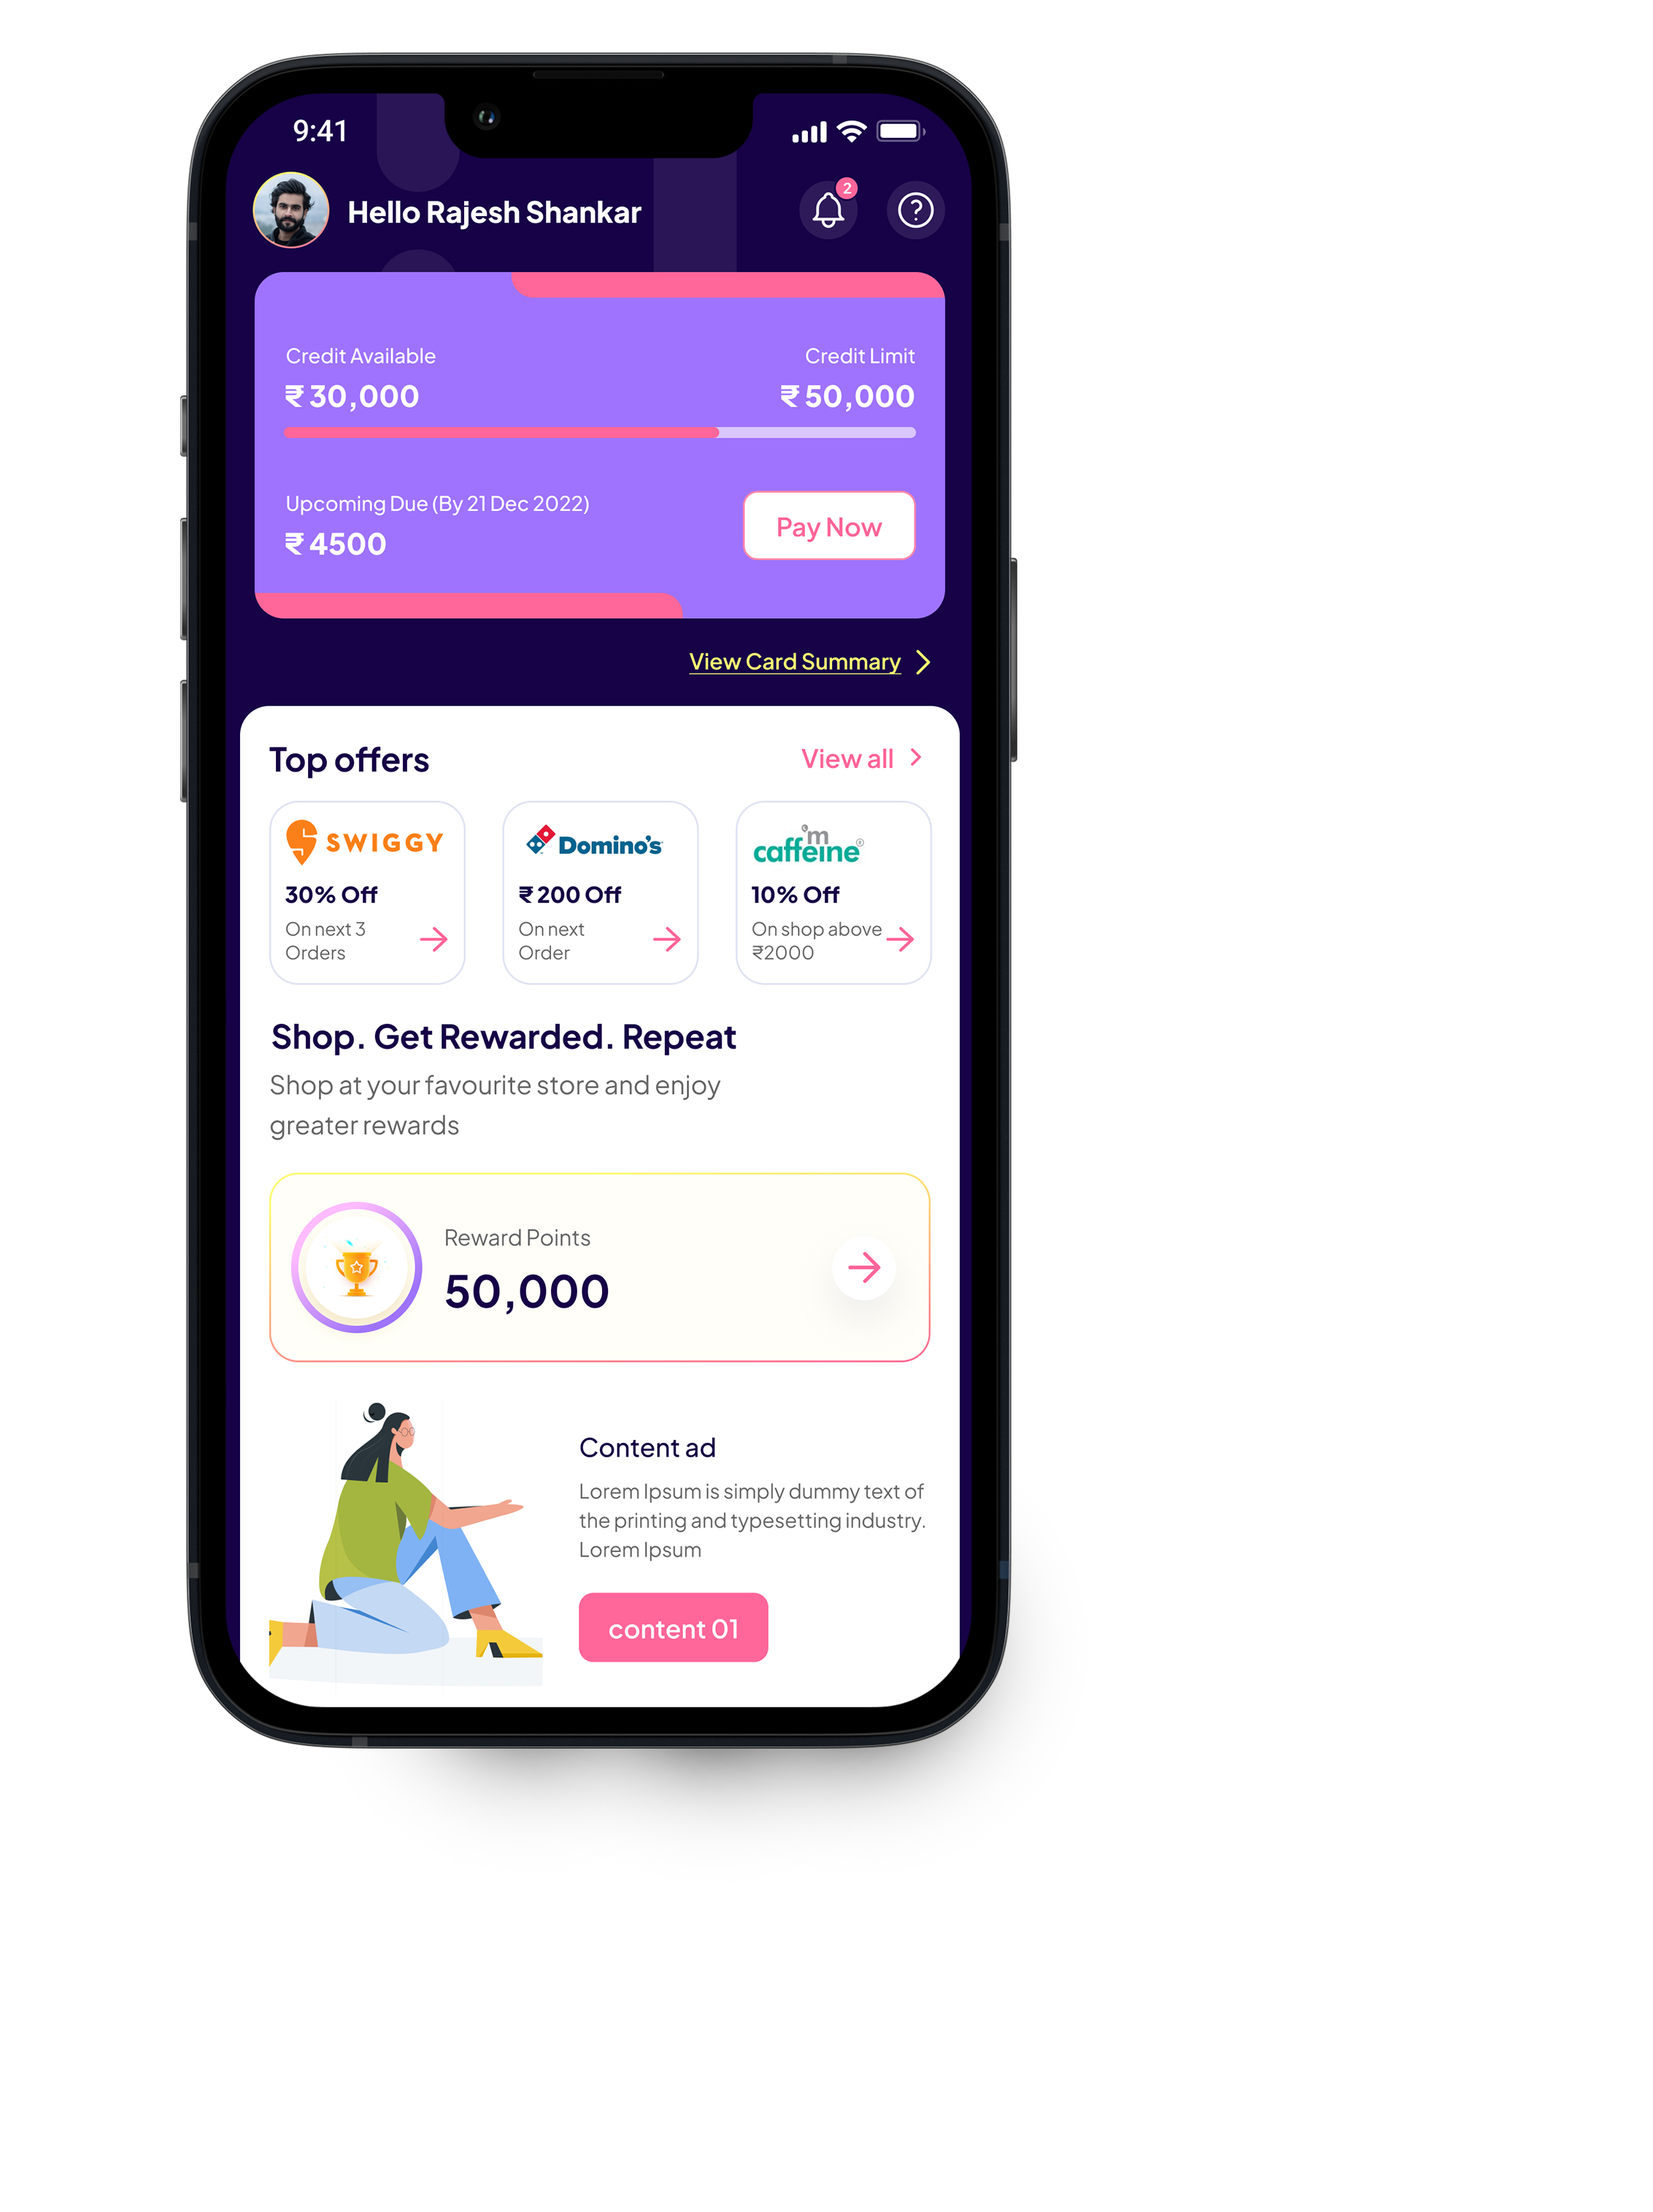 9:41
Hello Rajesh Shankar
2
Credit Available
Credit Limit
₹ 30,000
₹ 50,000
Upcoming Due (By 21 Dec 2022)
₹ 4500
Pay Now
View Card Summary
Top offers
View all
SWIGGY
30% Off
On next 3
Orders
Domino's
₹ 200 Off
On next
Order
'm
caffeine®
10% Off
On shop above
₹2000
Shop. Get Rewarded. Repeat
Shop at your favourite store and enjoy
greater rewards
Reward Points
50,000
Content ad
Lorem Ipsum is simply dummy text of
the printing and typesetting industry.
Lorem Ipsum
content 01